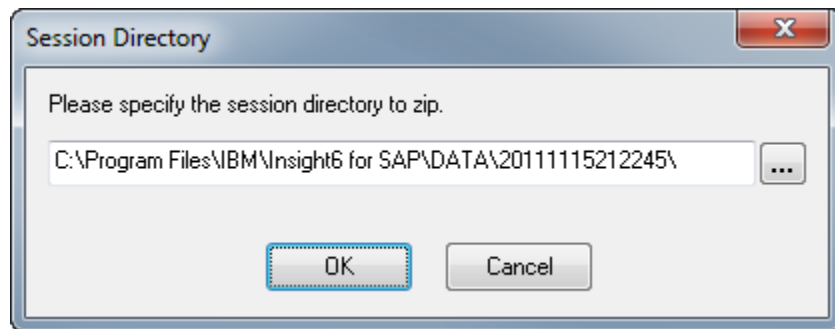 Session Directory
Please specify the session directory to zip.
C:\Program Files\IBM\Insight6 for SAP\DATA\20111115212245\
...
OK
Cancel